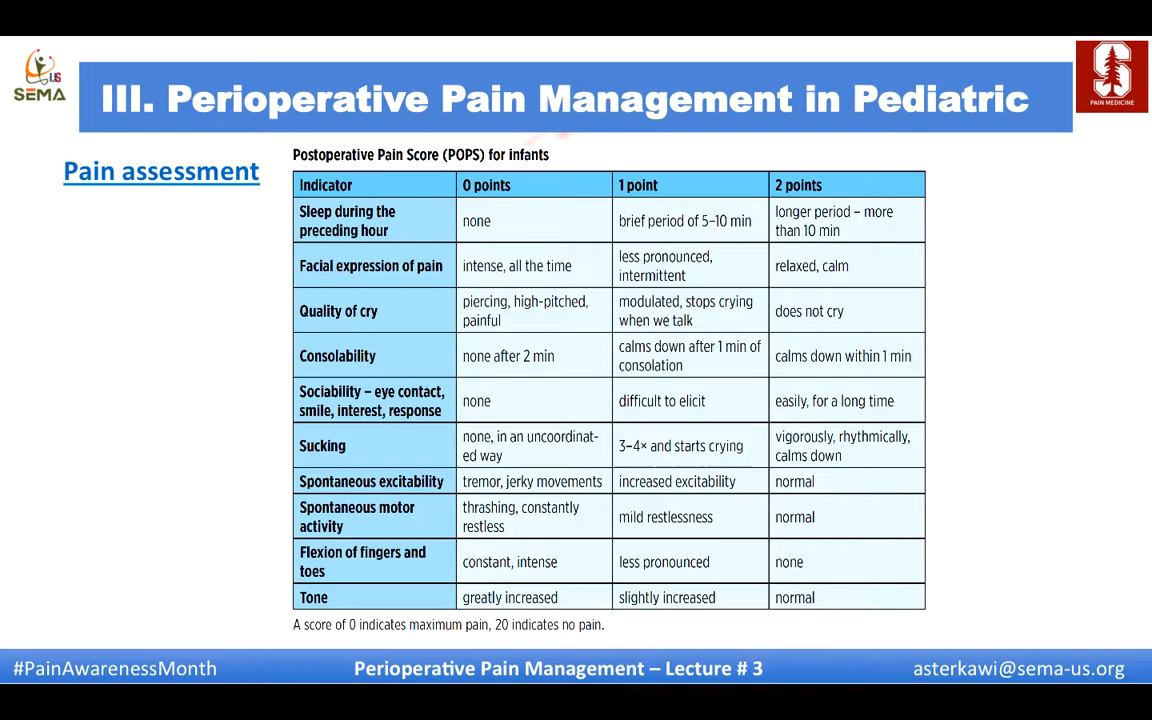 US
SEMA
III. Perioperative Pain Management in Pediatric
S
PAIN MEDICINE
Pain assessment
Postoperative Pain Score (POPS) for infants
Indicator 0 points 1 point 2 points
Sleep during the preceding hour none brief period of 5–10 min longer period – more than 10 min
Facial expression of pain intense, all the time less pronounced, intermittent relaxed, calm
Quality of cry piercing, high-pitched, painful modulated, stops crying when we talk does not cry
Consolability none after 2 min calms down after 1 min of consolation calms down within 1 min
Sociability – eye contact, smile, interest, response none difficult to elicit easily, for a long time
Sucking none, in an uncoordinat-ed way 3–4× and starts crying vigorously, rhythmically, calms down
Spontaneous excitability tremor, jerky movements increased excitability normal
Spontaneous motor activity thrashing, constantly restless mild restlessness normal
Flexion of fingers and toes constant, intense less pronounced none
Tone greatly increased slightly increased normal
A score of 0 indicates maximum pain, 20 indicates no pain.
#PainAwarenessMonth Perioperative Pain Management – Lecture # 3 asterkawi@sema-us.org